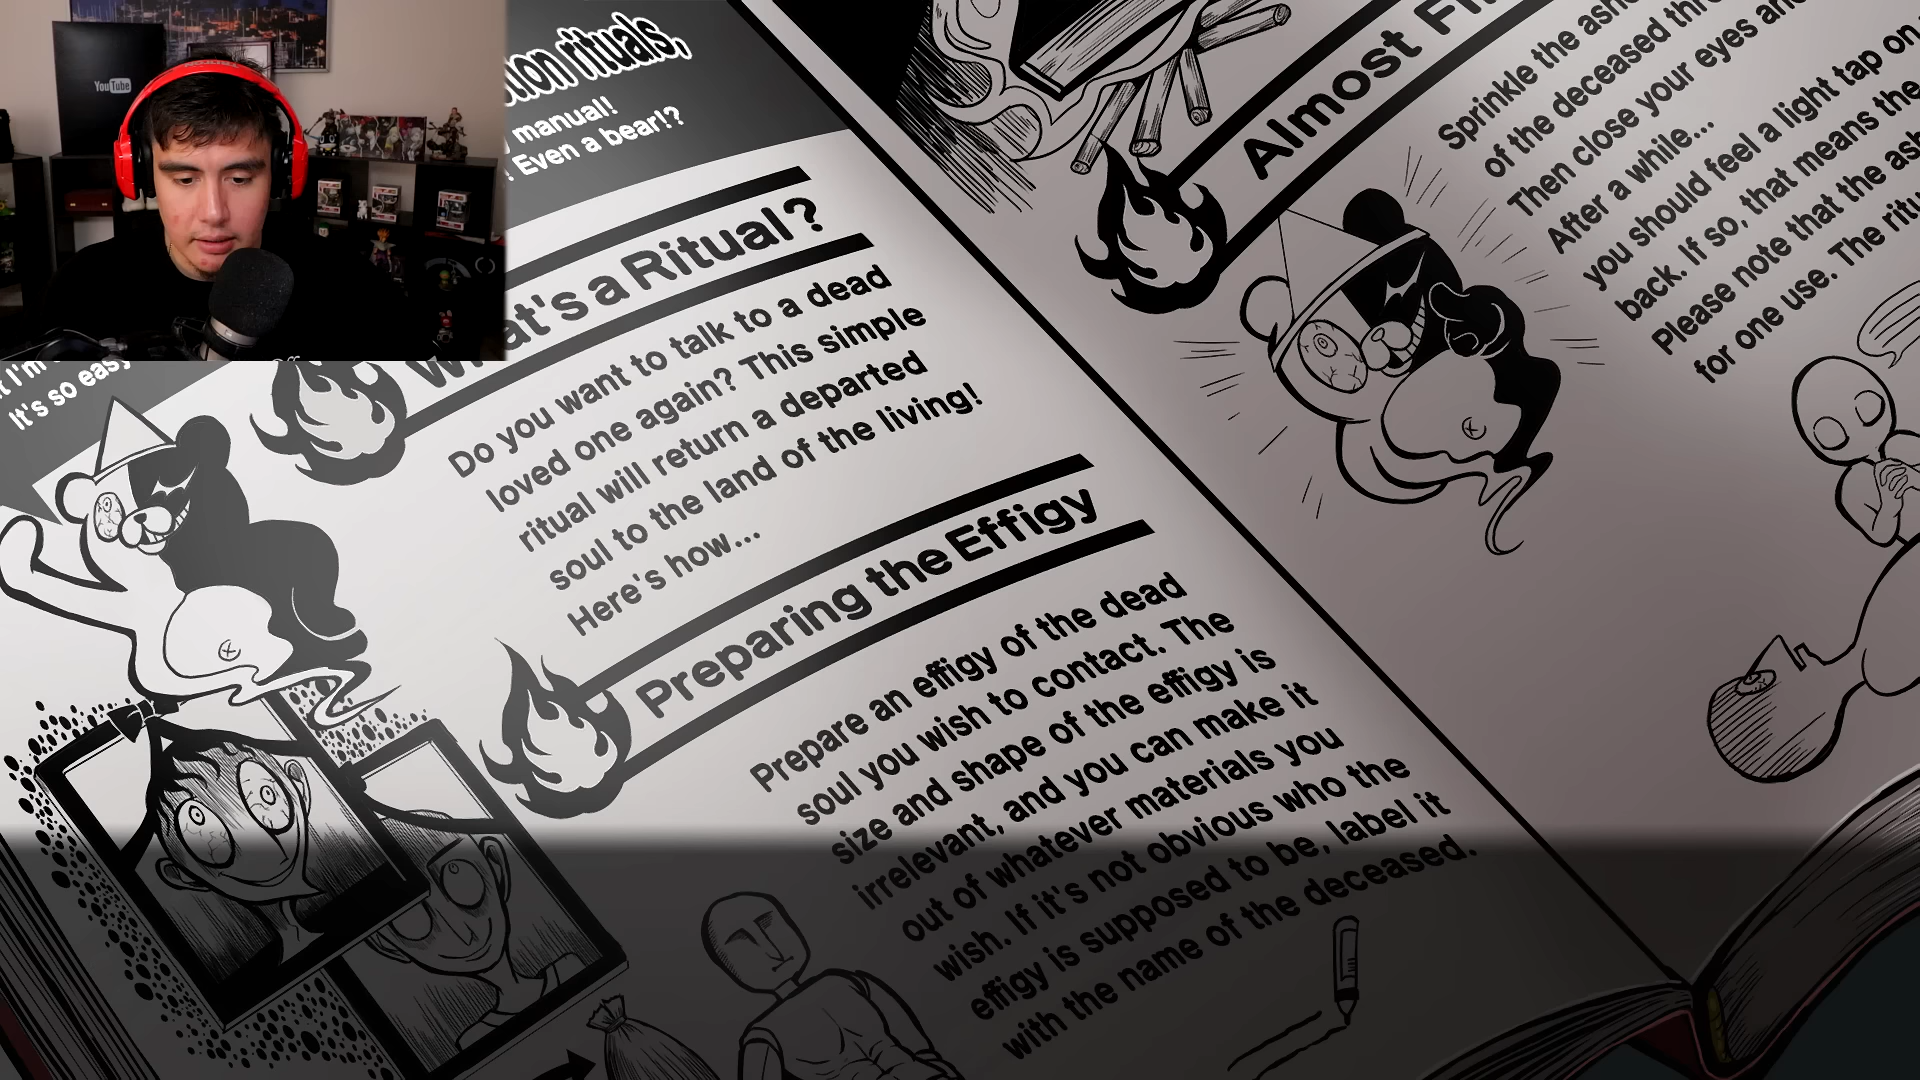 YouTube
tion rituals,
manual!
! Even a bear!?
t I'm
It's so easy
What's a Ritual?
Do you want to talk to a dead
loved one again? This simple
ritual will return a departed
soul to the land of the living!
Here's how...
Preparing the Effigy
Prepare an effigy of the dead
soul you wish to contact. The
size and shape of the effigy is
irrelevant, and you can make it
out of whatever materials you
wish. If it's not obvious who the
effigy is supposed to be, label it
with the name of the deceased.
Almost Fi
Sprinkle the ashe
of the deceased thr
Then close your eyes an
After a while...
you should feel a light tap on
back. If so, that means the
Please note that the ash
for one use. The ritu